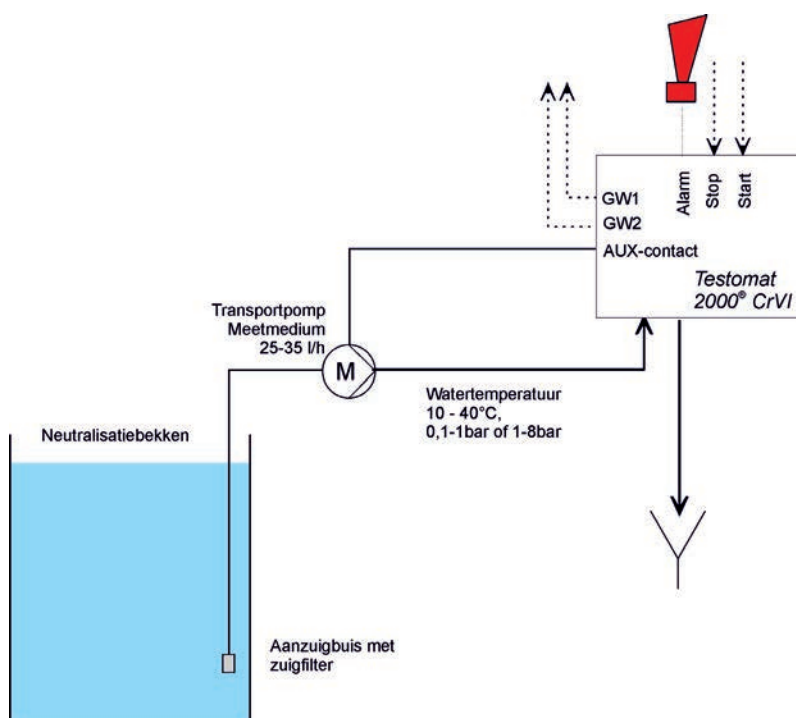 Alarm
Stop
Start
GW1
GW2
AUX-contact
Testomat
2000® CrVI
Transportpomp
Meetmedium
25-35 l/h
M
Watertemperatuur
10 - 40°C,
0,1-1bar of 1-8bar
Neutralisatiebekken
Aanzuigbuis met
zuigfilter